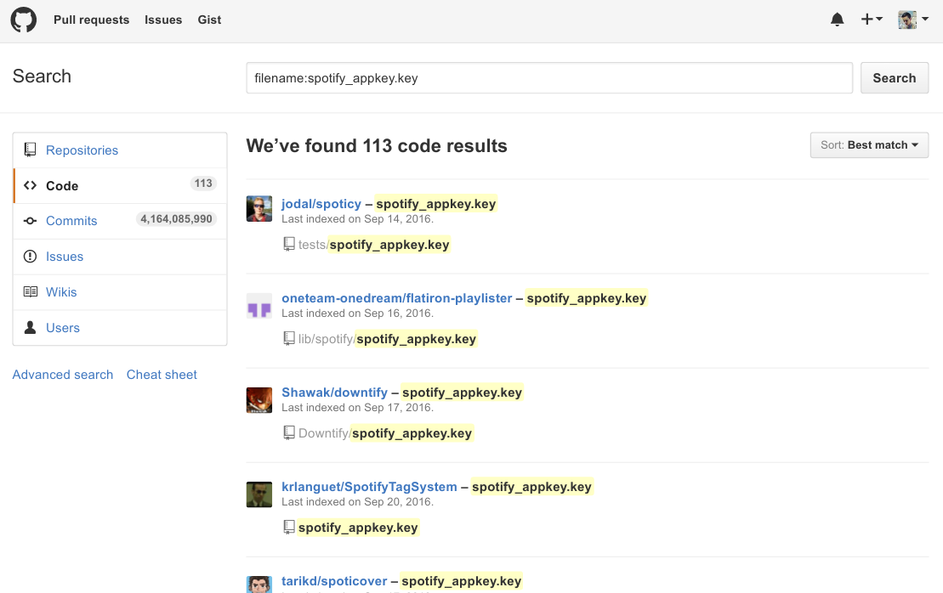 Pull requests Issues Gist
Search
filename:spotify_appkey.key
Search
Repositories
Code 113
Commits 4,164,085,990
Issues
Wikis
Users
Advanced search Cheat sheet
We’ve found 113 code results
Sort: Best match
jodal/spoticy – spotify_appkey.key
Last indexed on Sep 14, 2016.
tests/spotify_appkey.key
oneteam-onedream/flatiron-playlister – spotify_appkey.key
Last indexed on Sep 16, 2016.
lib/spotify/spotify_appkey.key
Shawak/downtify – spotify_appkey.key
Last indexed on Sep 17, 2016.
Downtify/spotify_appkey.key
krlanguet/SpotifyTagSystem – spotify_appkey.key
Last indexed on Sep 20, 2016.
spotify_appkey.key
tarikd/spoticover – spotify_appkey.key